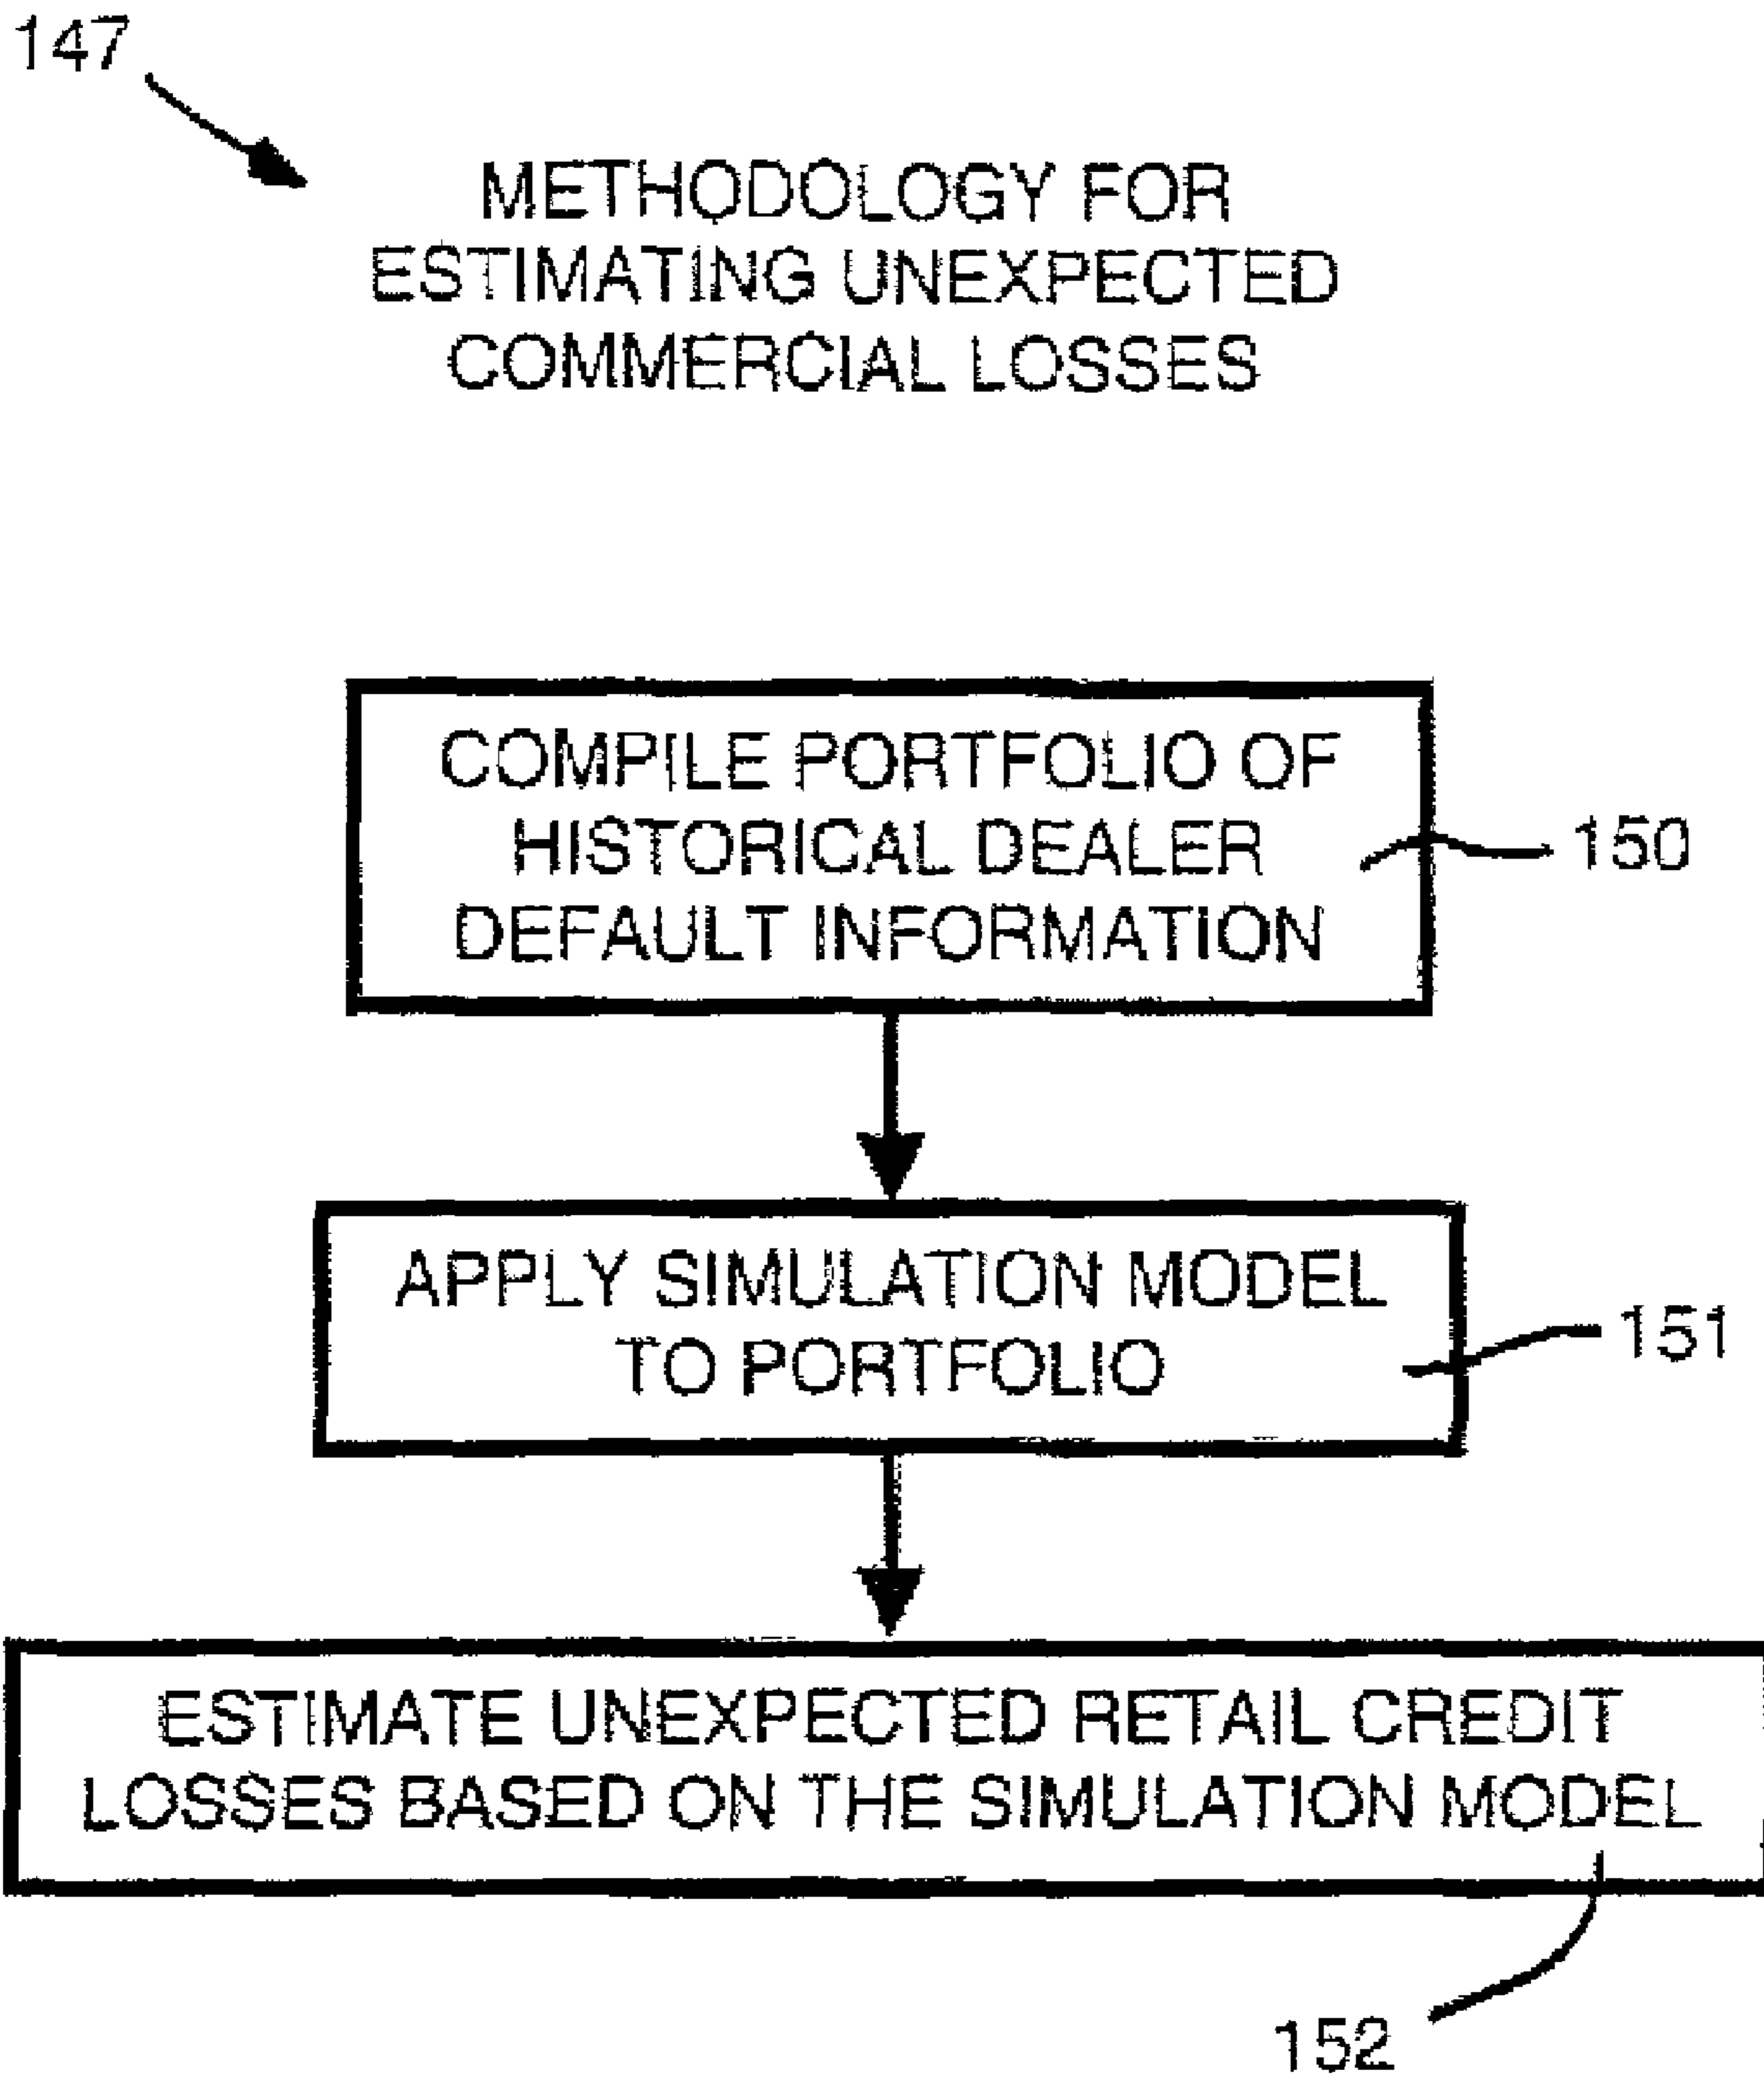 147
METHODOLOGY FOR
ESTIMATING UNEXPECTED
COMMERCIAL LOSSES
COMPILE PORTFOLIO OF
HISTORICAL DEALER
DEFAULT INFORMATION
150
APPLY SIMULATION MODEL
TO PORTFOLIO
151
ESTIMATE UNEXPECTED RETAIL CREDIT
LOSSES BASED ON THE SIMULATION MODEL
152